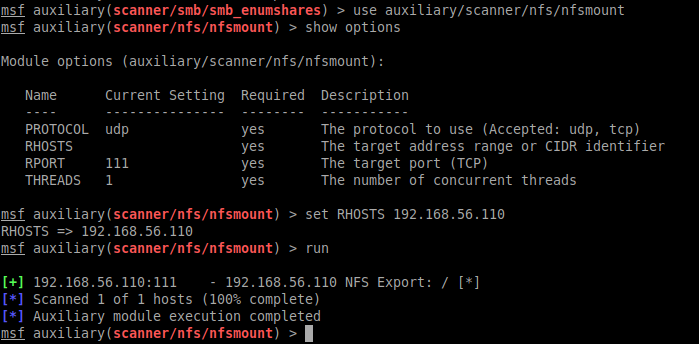 msf auxiliary(scanner/smb/smb_enumshares) > use auxiliary/scanner/nfs/nfsmount
msf auxiliary(scanner/nfs/nfsmount) > show options
Module options (auxiliary/scanner/nfs/nfsmount):
Name      Current Setting  Required  Description
----      ---------------  --------  -----------
PROTOCOL  udp              yes       The protocol to use (Accepted: udp, tcp)
RHOSTS                     yes       The target address range or CIDR identifier
RPORT     111              yes       The target port (TCP)
THREADS   1                yes       The number of concurrent threads
msf auxiliary(scanner/nfs/nfsmount) > set RHOSTS 192.168.56.110
RHOSTS => 192.168.56.110
msf auxiliary(scanner/nfs/nfsmount) > run
[+] 192.168.56.110:111    - 192.168.56.110 NFS Export: / [*]
[*] Scanned 1 of 1 hosts (100% complete)
[*] Auxiliary module execution completed
msf auxiliary(scanner/nfs/nfsmount) >